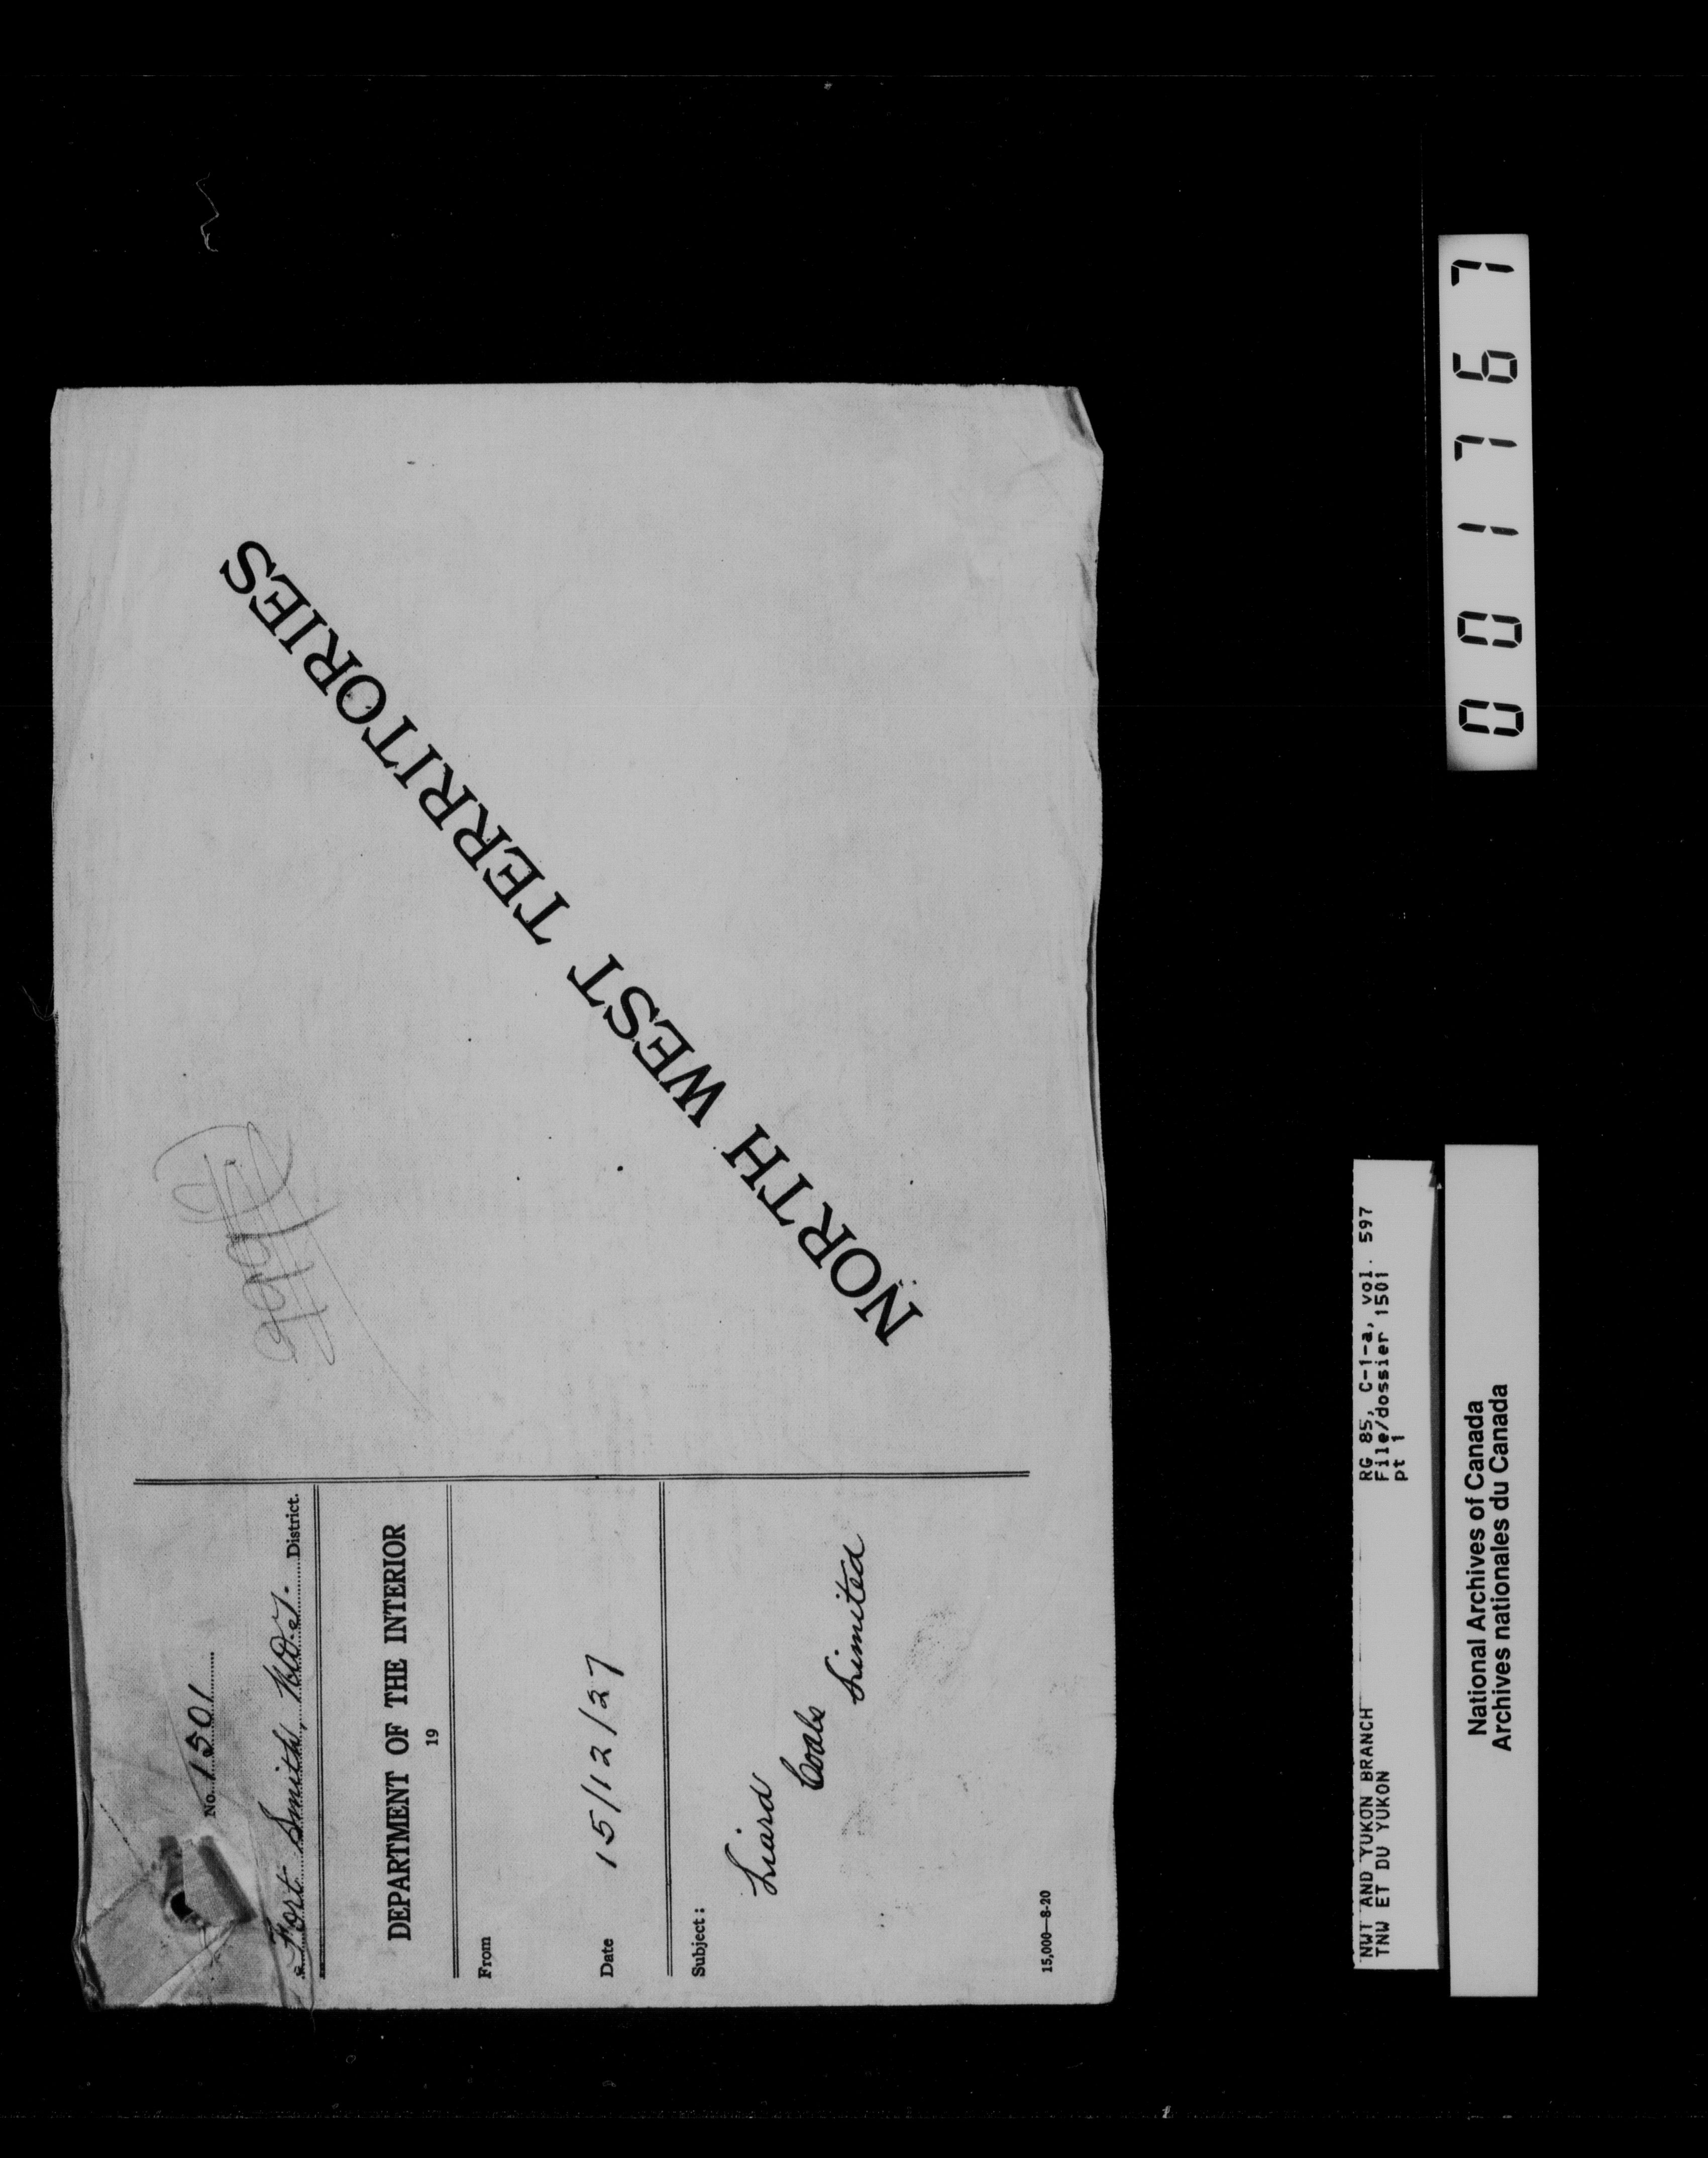 No. 1501
Fort Smith, N.W.T. District.
DEPARTMENT OF THE INTERIOR
19
From
Date 15/12/27
Subject:
Liard
Coals
Limited
15,000—8-20
NORTH WEST TERRITORIES
NWT AND YUKON BRANCH RG 85, C-1-a, vol. 597
TNW ET DU YUKON File/dossier 1501
pt 1
National Archives of Canada
Archives nationales du Canada
001767